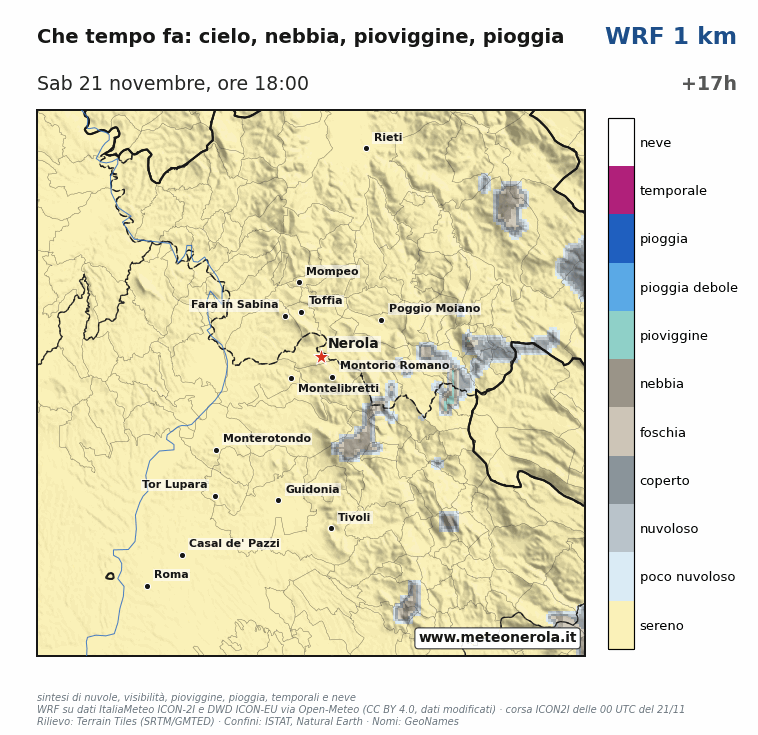 Che tempo fa: cielo, nebbia, pioviggine, pioggia
WRF 1 km
Sab 21 novembre, ore 18:00
+17h
Rieti
Mompeo
Toffia
Fara in Sabina
Poggio Moiano
Nerola
Montorio Romano
Montelibretti
Monterotondo
Tor Lupara
Guidonia
Tivoli
Casal de' Pazzi
Roma
www.meteonerola.it
neve
temporale
pioggia
pioggia debole
pioviggine
nebbia
foschia
coperto
nuvoloso
poco nuvoloso
sereno
sintesi di nuvole, visibilità, pioviggine, pioggia, temporali e neve
WRF su dati ItaliaMeteo ICON-2I e DWD ICON-EU via Open-Meteo (CC BY 4.0, dati modificati) · corsa ICON2I delle 00 UTC del 21/11
Rilievo: Terrain Tiles (SRTM/GMTED) · Confini: ISTAT, Natural Earth · Nomi: GeoNames